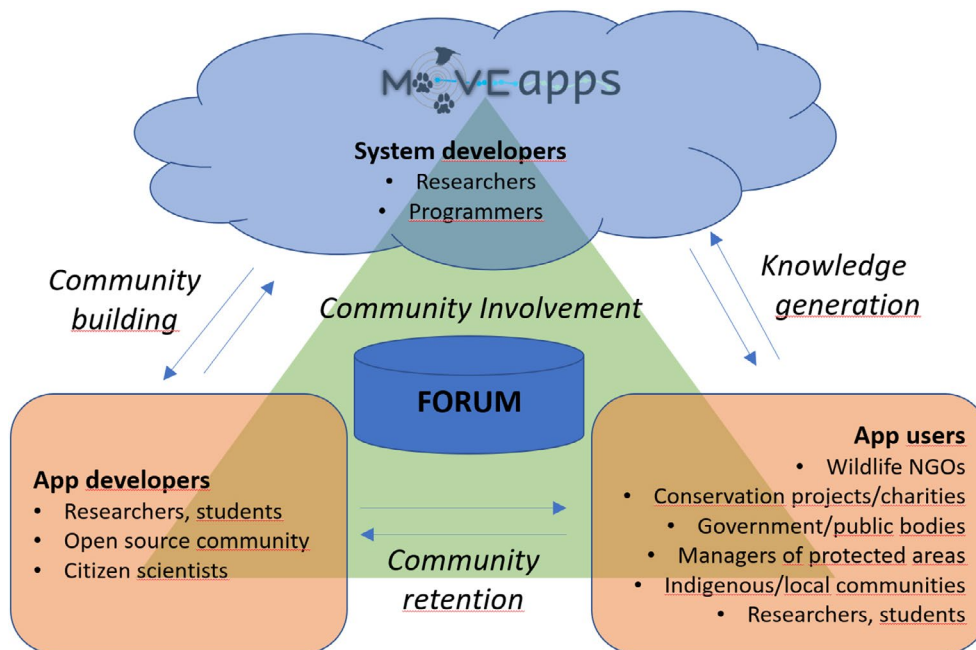 MOVE apps
System developers
• Researchers
• Programmers
Community
building
Knowledge
generation
Community Involvement
FORUM
App developers
• Researchers, students
• Open source community
• Citizen scientists
App users
• Wildlife NGOs
• Conservation projects/charities
• Government/public bodies
• Managers of protected areas
• Indigenous/local communities
• Researchers, students
Community
retention